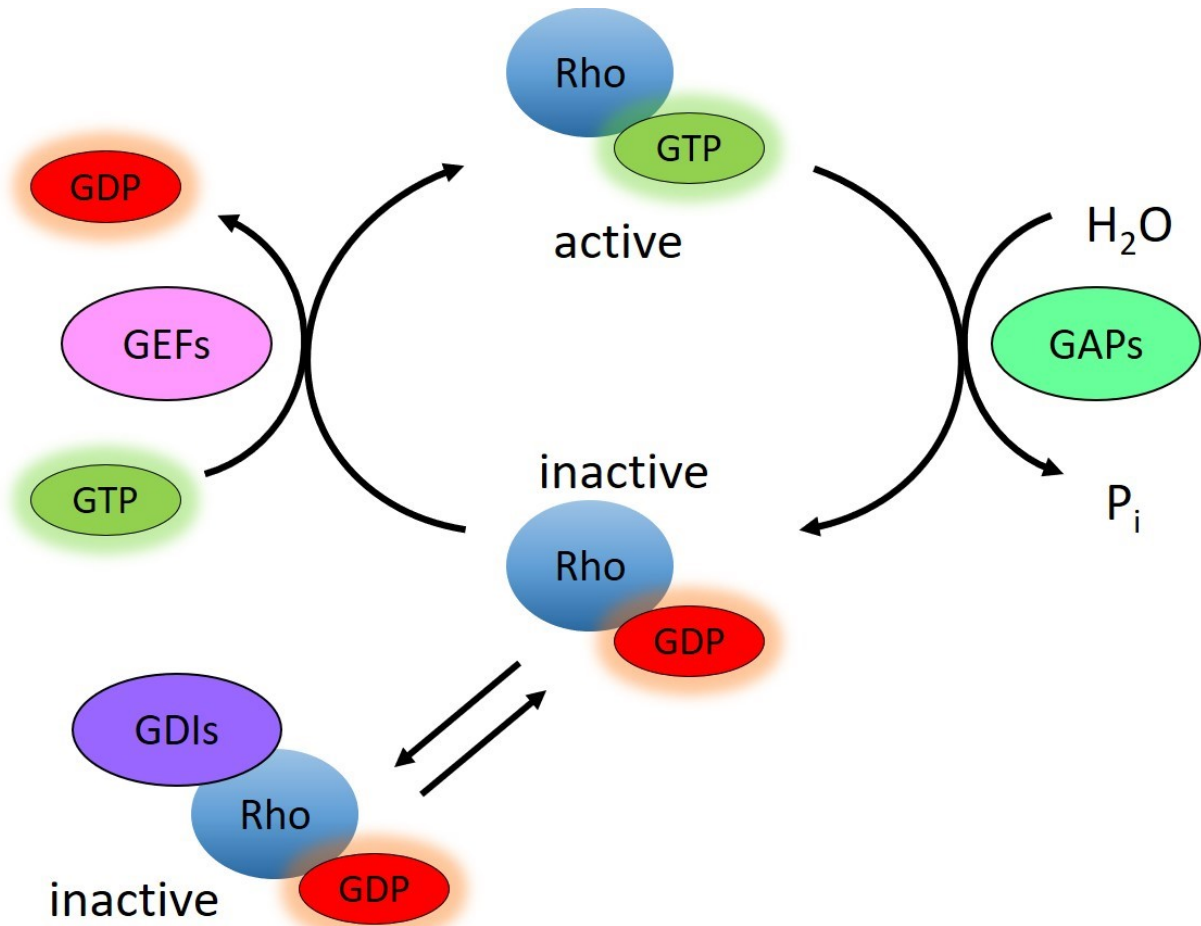 Rho
GTP
active
GDP
GEFs
GTP
H₂O
GAPs
Pᵢ
inactive
Rho
GDP
GDIs
Rho
GDP
inactive